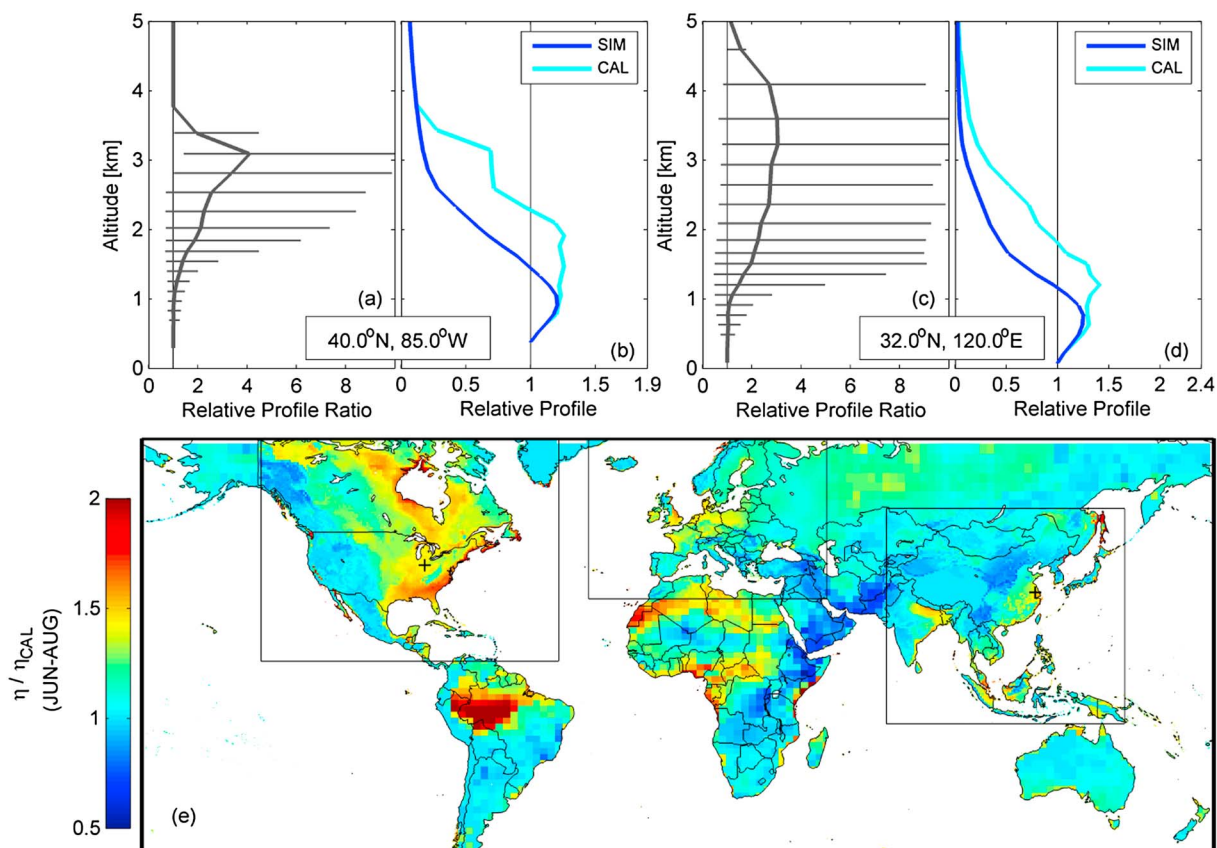 5
4
3
2
1
0
Altitude [km]
(a)
0 2 4 6 8
Relative Profile Ratio
SIM
CAL
(b)
0 0.5 1 1.5 1.9
Relative Profile
40.0°N, 85.0°W
5
4
3
2
1
0
Altitude [km]
(c)
0 2 4 6 8
Relative Profile Ratio
SIM
CAL
(d)
0 0.5 1 1.5 2 2.4
Relative Profile
32.0°N, 120.0°E
η / ηCAL
(JUN-AUG)
2
1.5
1
0.5
(e)